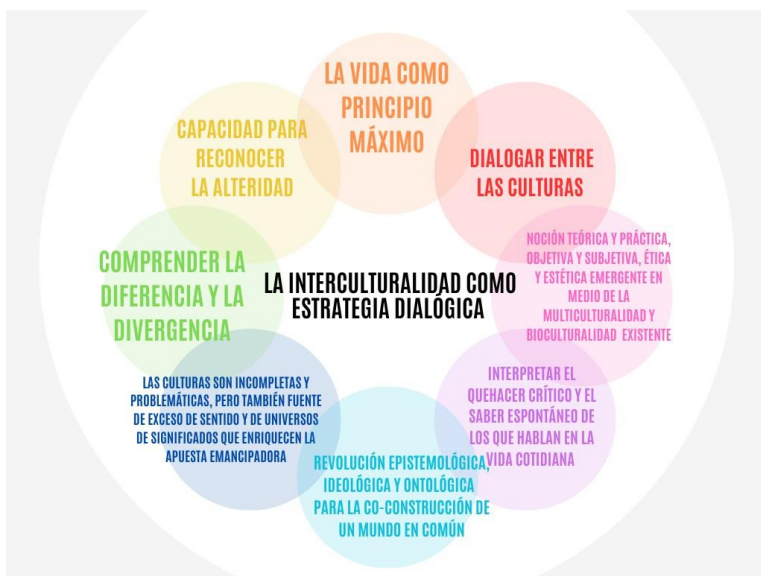 LA VIDA COMO
PRINCIPIO
MÁXIMO
DIALOGAR ENTRE
LAS CULTURAS
NOCIÓN TEÓRICA Y PRÁCTICA,
OBJETIVA Y SUBJETIVA, ÉTICA
Y ESTÉTICA EMERGENTE EN
MEDIO DE LA
MULTICULTURALIDAD Y
BIOCULTURALIDAD EXISTENTE
INTERPRETAR EL
QUEHACER CRÍTICO Y EL
SABER ESPONTÁNEO DE
LOS QUE HABLAN EN LA
VIDA COTIDIANA
REVOLUCIÓN EPISTEMOLÓGICA,
IDEOLÓGICA Y ONTOLÓGICA
PARA LA CO-CONSTRUCCIÓN DE
UN MUNDO EN COMÚN
LAS CULTURAS SON INCOMPLETAS Y
PROBLEMÁTICAS, PERO TAMBIÉN FUENTE
DE EXCESO DE SENTIDO Y DE UNIVERSOS
DE SIGNIFICADOS QUE ENRIQUECEN LA
APUESTA EMANCIPADORA
COMPRENDER LA
DIFERENCIA Y LA
DIVERGENCIA
CAPACIDAD PARA
RECONOCER
LA ALTERIDAD
LA INTERCULTURALIDAD COMO
ESTRATEGIA DIALÓGICA